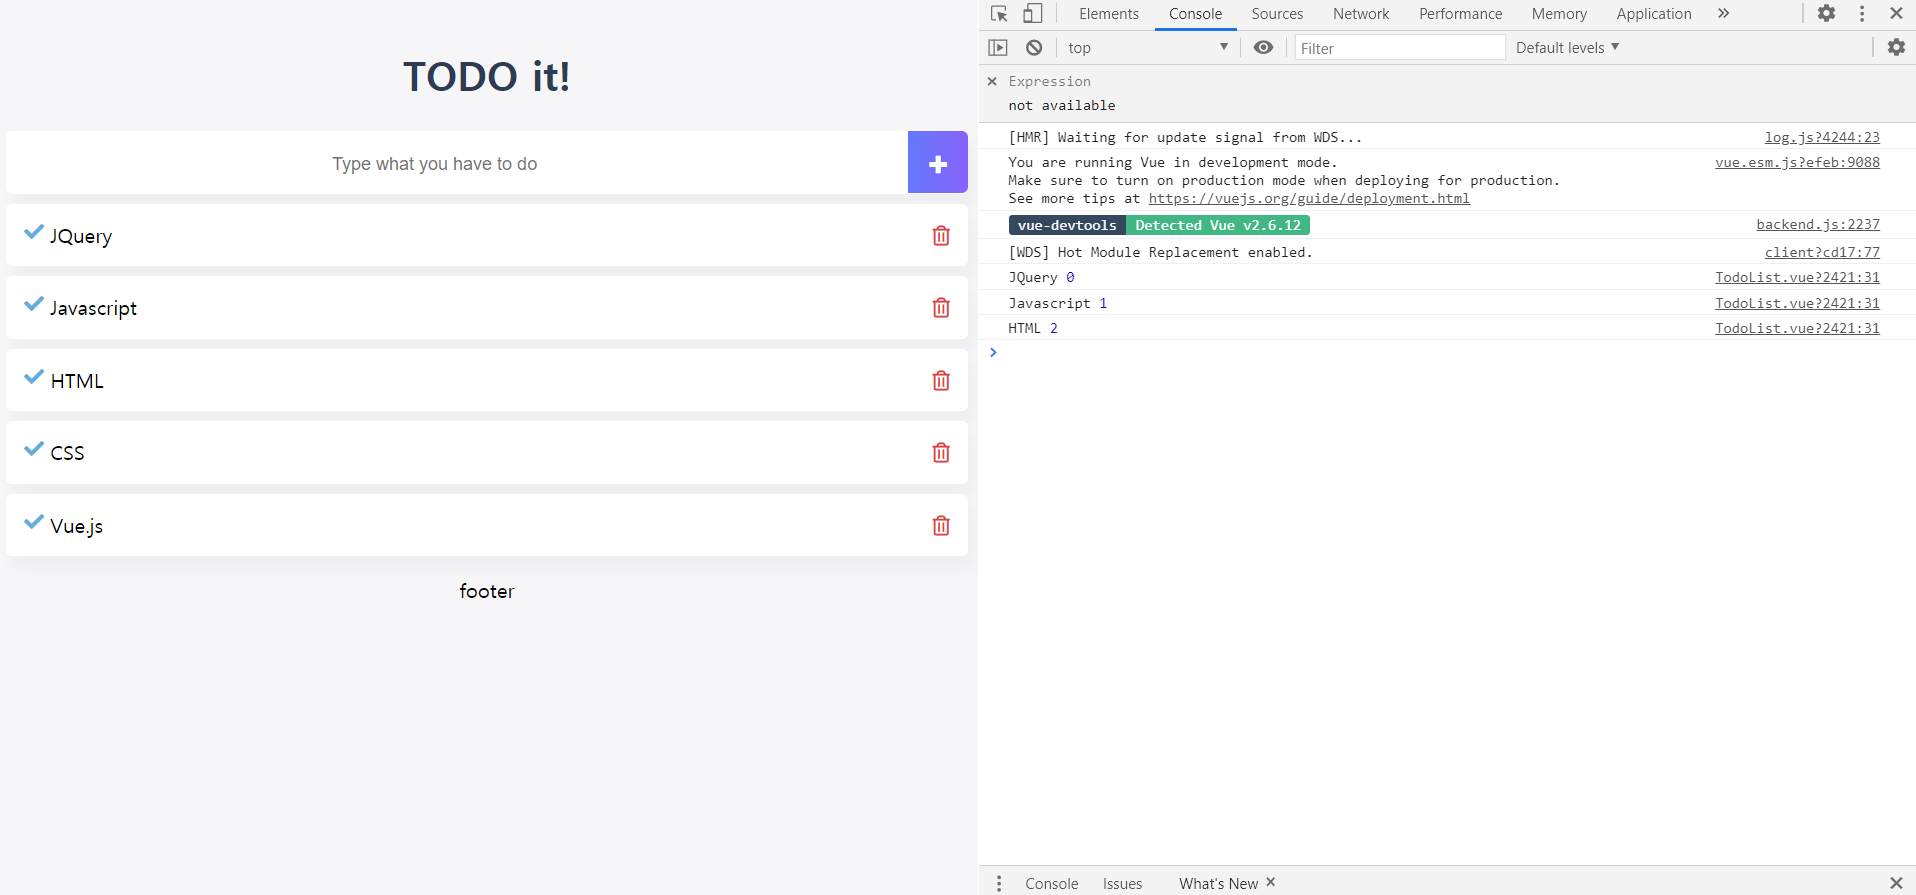 TODO it!
Type what you have to do
JQuery
Javascript
HTML
CSS
Vue.js
footer
Elements Console Sources Network Performance Memory Application
top Filter Default levels
Expression
not available
[HMR] Waiting for update signal from WDS... log.js?4244:23
You are running Vue in development mode. vue.esm.js?efeb:9088
Make sure to turn on production mode when deploying for production.
See more tips at https://vuejs.org/guide/deployment.html
vue-devtools Detected Vue v2.6.12 backend.js:2237
[WDS] Hot Module Replacement enabled. client?cd17:77
JQuery 0 TodoList.vue?2421:31
Javascript 1 TodoList.vue?2421:31
HTML 2 TodoList.vue?2421:31
Console Issues What's New